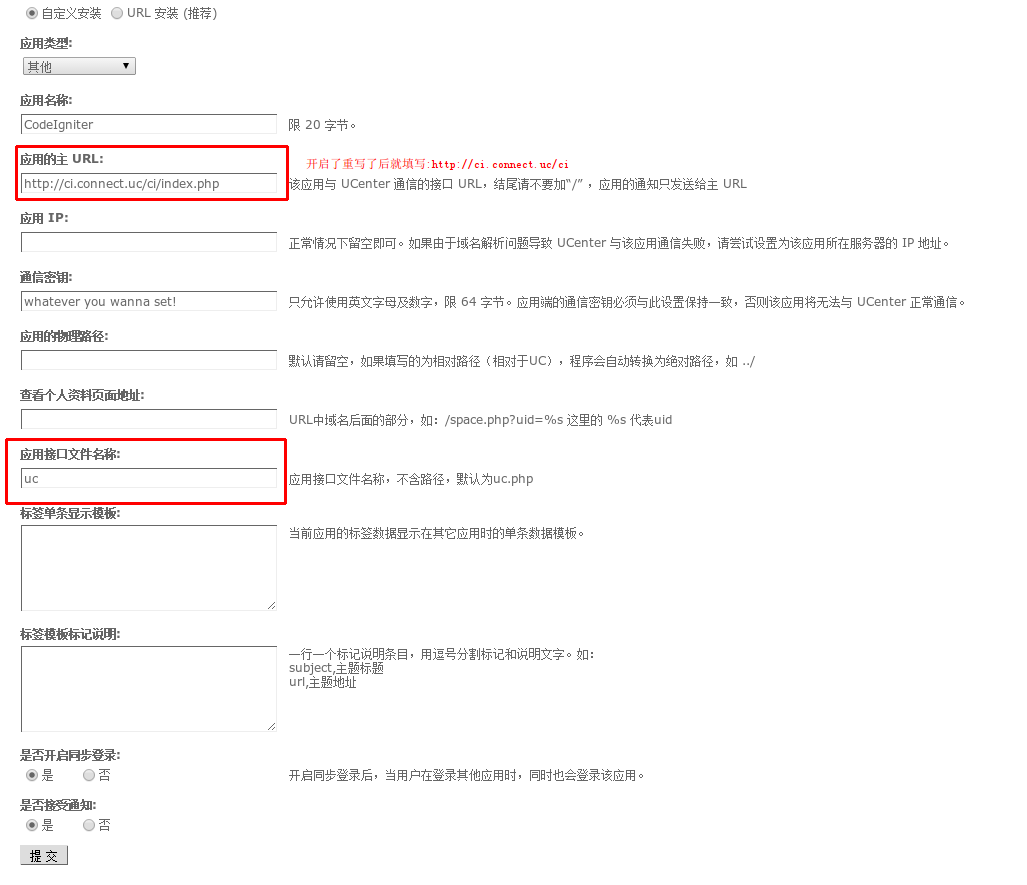 自定义安装 URL 安装 (推荐)
应用类型:
其他
应用名称:
CodeIgniter 限 20 字节。
应用的主 URL: 开启了重写了后就填写:http://ci.connect.uc/ci
http://ci.connect.uc/ci/index.php 该应用与 UCenter 通信的接口 URL，结尾请不要加“/” ，应用的通知只发送给主 URL
应用 IP:
正常情况下留空即可。如果由于域名解析问题导致 UCenter 与该应用通信失败，请尝试设置为该应用所在服务器的 IP 地址。
通信密钥:
whatever you wanna set! 只允许使用英文字母及数字，限 64 字节。应用端的通信密钥必须与此设置保持一致，否则该应用将无法与 UCenter 正常通信。
应用的物理路径:
默认请留空，如果填写的为相对路径（相对于UC），程序会自动转换为绝对路径，如 ../
查看个人资料页面地址:
URL中域名后面的部分，如：/space.php?uid=%s 这里的 %s 代表uid
应用接口文件名称:
uc 应用接口文件名称，不含路径，默认为uc.php
标签单条显示模板:
当前应用的标签数据显示在其它应用时的单条数据模板。
标签模板标记说明:
一行一个标记说明条目，用逗号分割标记和说明文字。如：
subject,主题标题
url,主题地址
是否开启同步登录:
是 否 开启同步登录后，当用户在登录其他应用时，同时也会登录该应用。
是否接受通知:
是 否
提 交